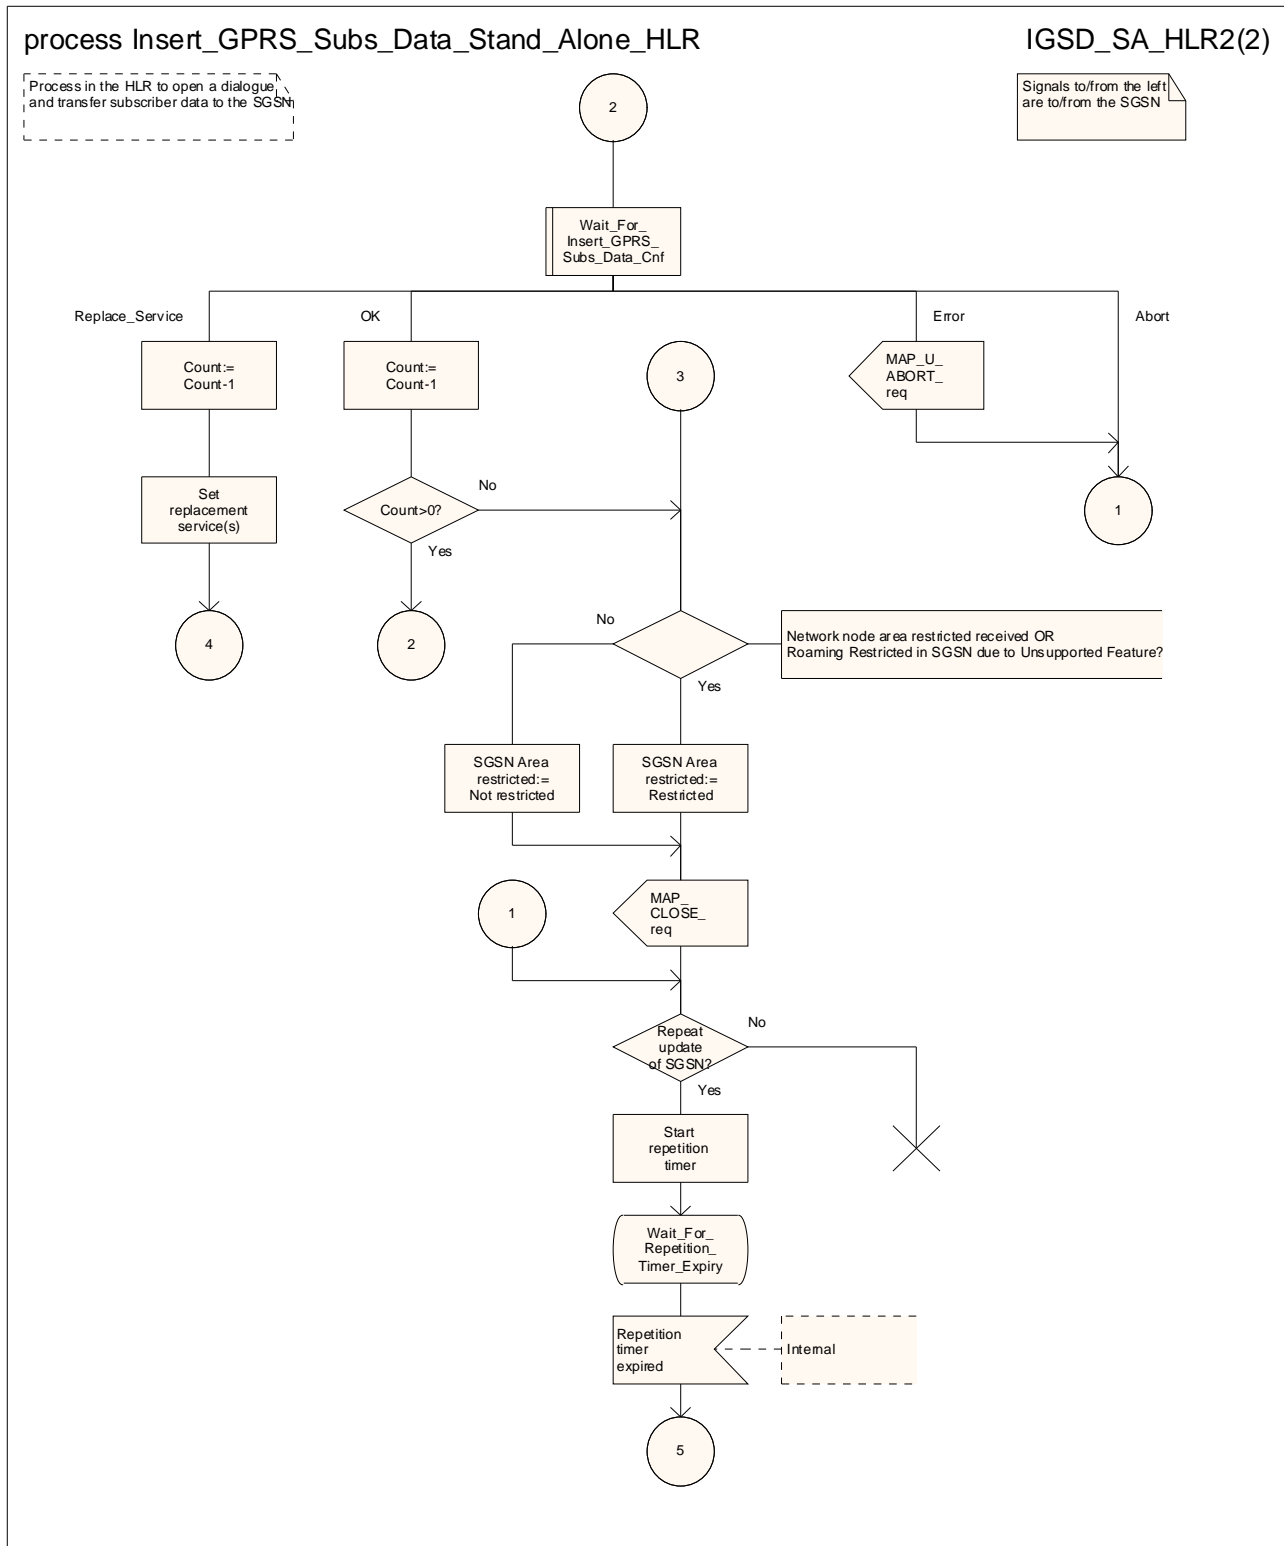 process Insert_GPRS_Subs_Data_Stand_Alone_HLR
IGSD_SA_HLR2(2)
Process in the HLR to open a dialogue
and transfer subscriber data to the SGSN
2
Signals to/from the left
are to/from the SGSN
Wait_For_
Insert_GPRS_
Subs_Data_Cnf
Replace_Service
OK
Error
Abort
Count:=
Count-1
Count:=
Count-1
3
MAP_U_
ABORT_
req
Set
replacement
service(s)
Count>0?
No
Yes
1
4
2
No
Yes
Network node area restricted received OR
Roaming Restricted in SGSN due to Unsupported Feature?
SGSN Area
restricted:=
Not restricted
SGSN Area
restricted:=
Restricted
1
MAP_
CLOSE_
req
Repeat
update
of SGSN?
No
Yes
Start
repetition
timer
Wait_For_
Repetition_
Timer_Expiry
Repetition
timer
expired
Internal
5